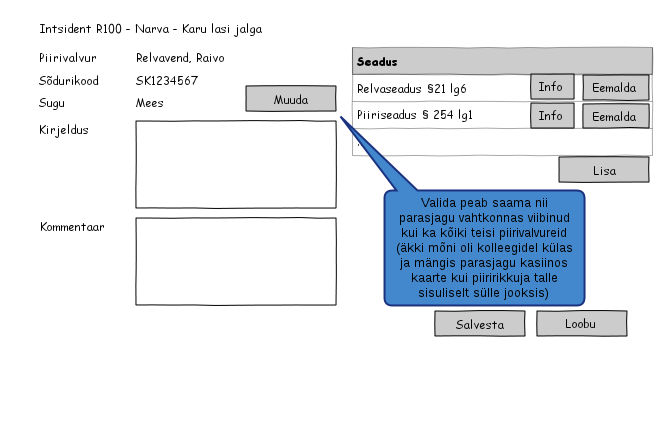 Intsident R100 - Narva - Karu lasi jalga
Piirivalvur Relvavend, Raivo
Sõdurikood SK1234567
Sugu Mees
Muuda
Kirjeldus
Kommentaar
Seadus
Relvaseadus §21 lg6 Info Eemalda
Piiriseadus § 254 lg1 Info Eemalda
.
Lisa
Valida peab saama nii
parasjagu vahtkonnas viibinud
kui ka kõiki teisi piirivalvureid
(äkki mõni oli kolleegidel külas
ja mängis parasjagu kasiinos
kaarte kui piiririkkuja talle
sisuliselt sülle jooksis)
Salvesta Loobu